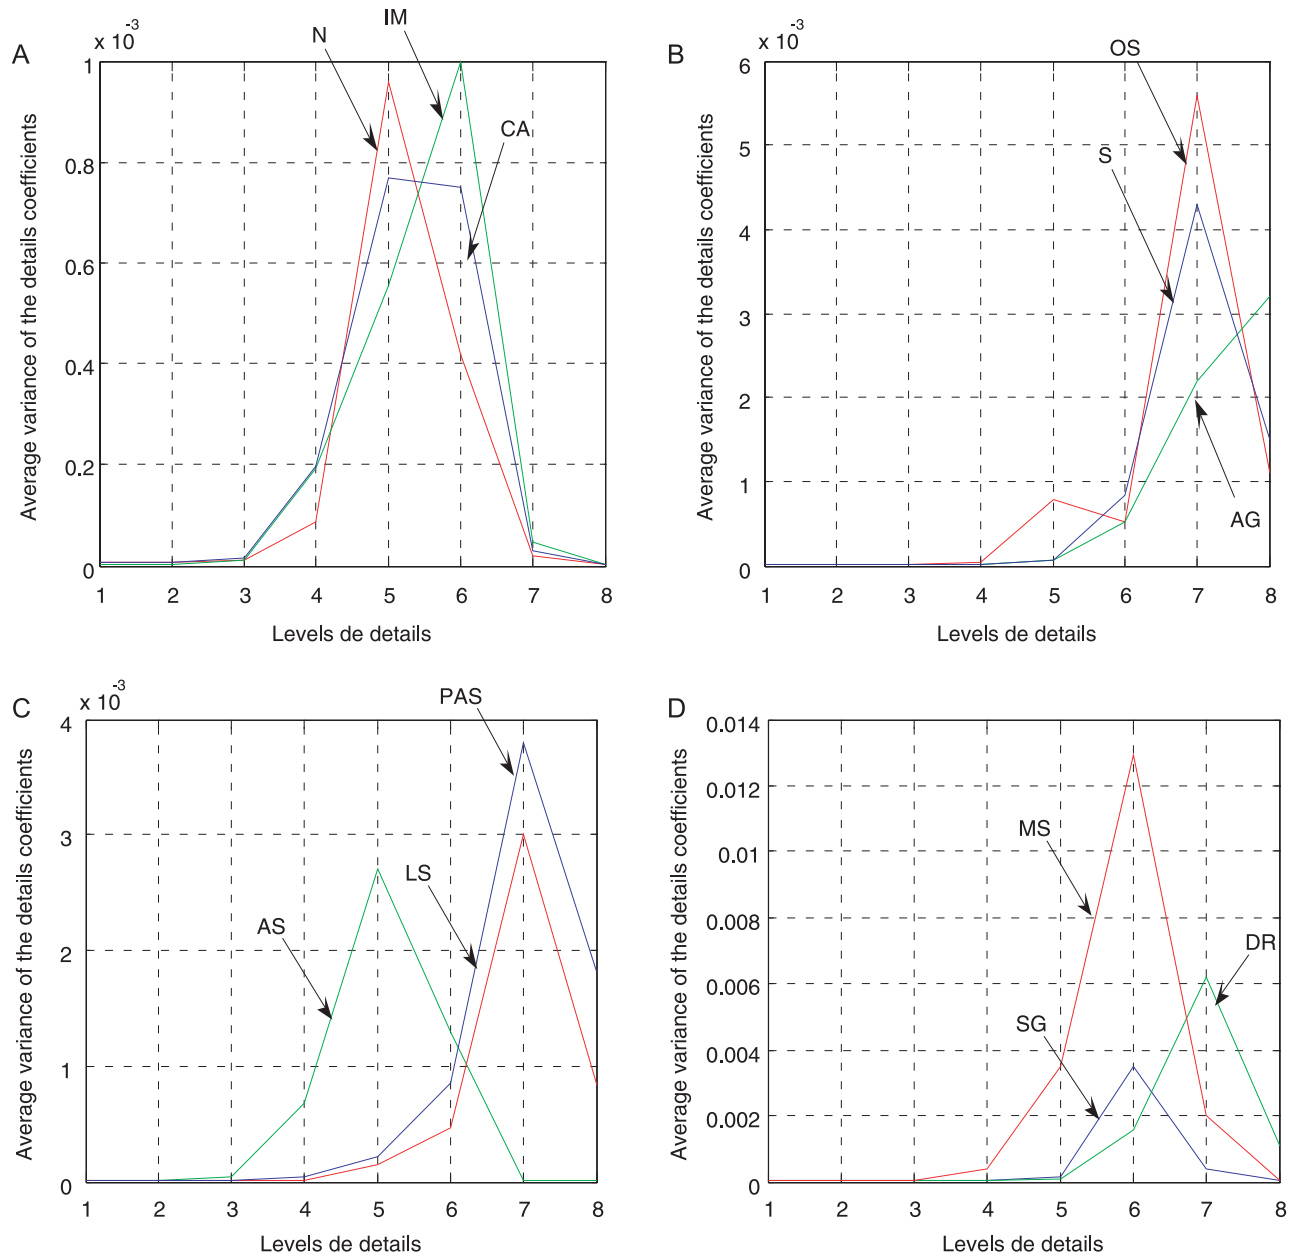 A
x 10-3
N
IM
CA
1
0.8
0.6
0.4
0.2
0
Average variance of the details coefficients
1 2 3 4 5 6 7 8
Levels de details
B
x 10-3
OS
S
AG
6
5
4
3
2
1
0
Average variance of the details coefficients
1 2 3 4 5 6 7 8
Levels de details
C
x 10-3
PAS
LS
AS
4
3
2
1
0
Average variance of the details coefficients
1 2 3 4 5 6 7 8
Levels de details
D
MS
DR
SG
0.014
0.012
0.01
0.008
0.006
0.004
0.002
0
Average variance of the details coefficients
1 2 3 4 5 6 7 8
Levels de details